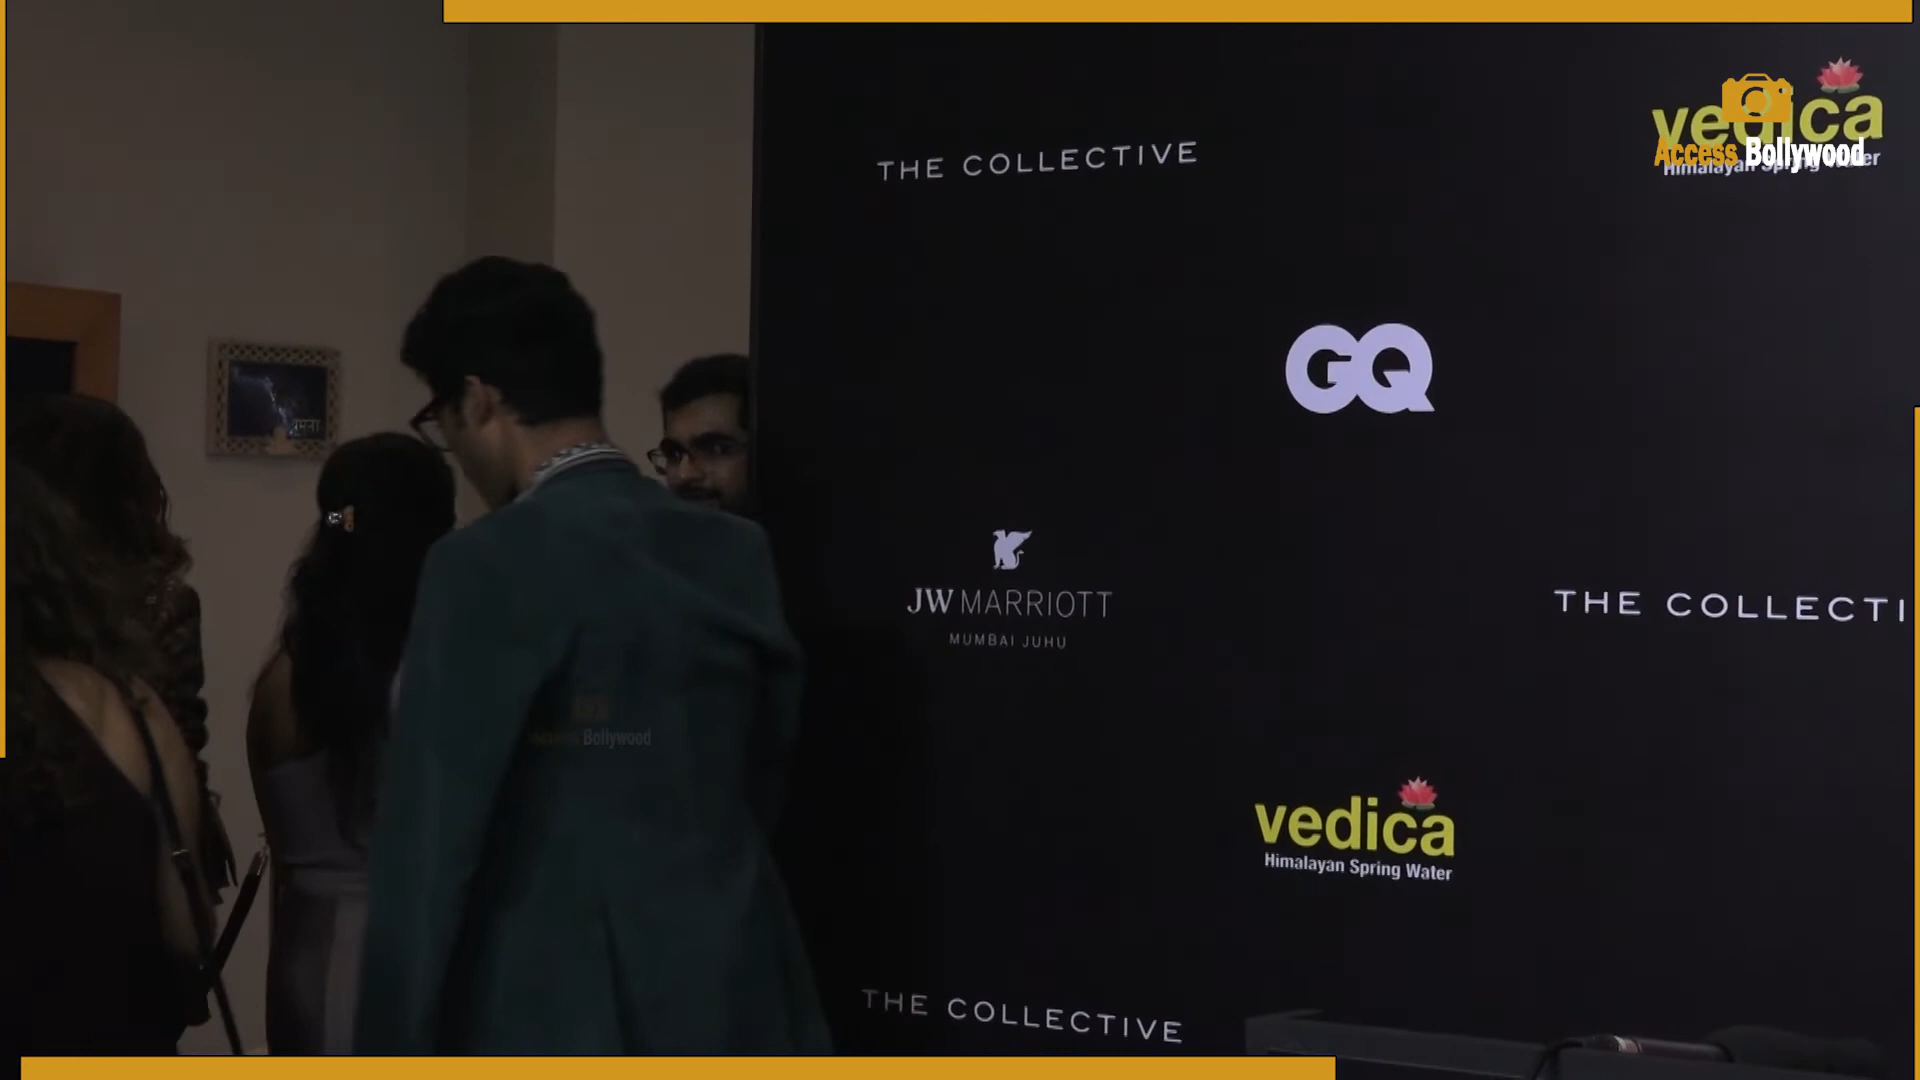 THE COLLECTIVE
vedica
Access Bollywood
Himalayan Spring Water
GQ
यमुना
JW MARRIOTT
MUMBAI JUHU
THE COLLECTI
Bollywood
vedica
Himalayan Spring Water
THE COLLECTIVE